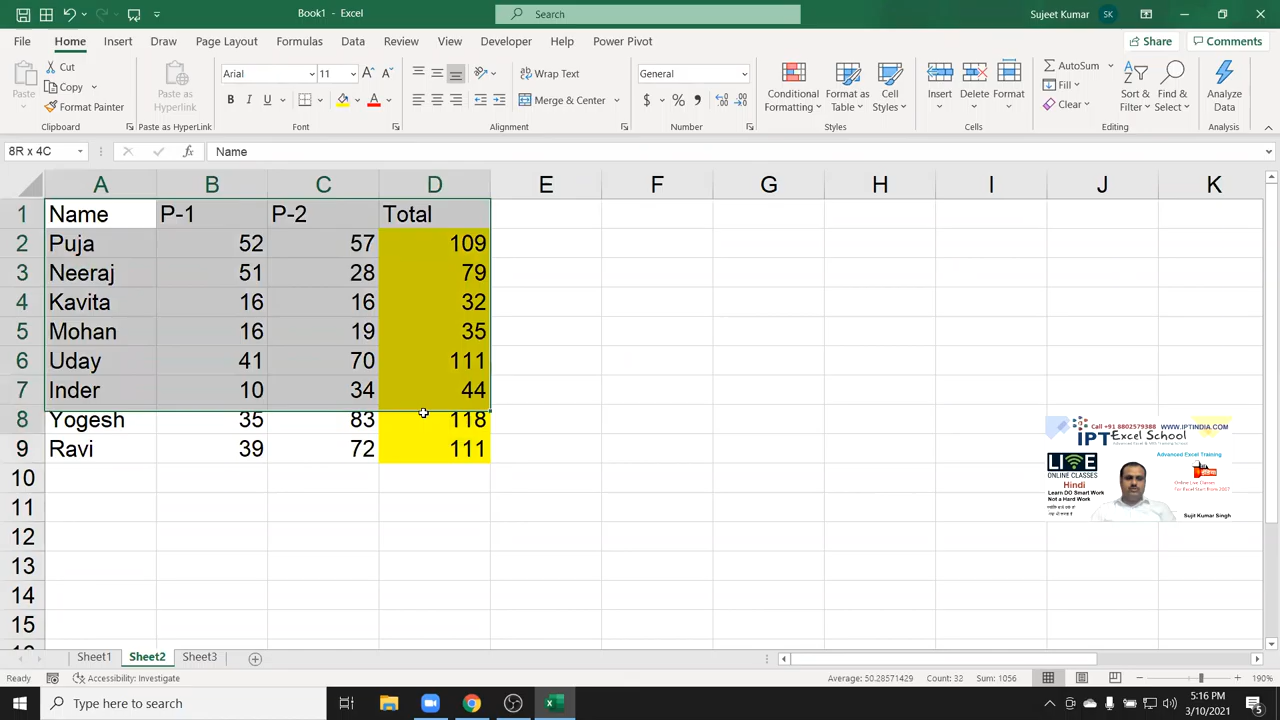 Book1 - Excel
Search
Sujeet Kumar
SK
File Home Insert Draw Page Layout Formulas Data Review View Developer Help Power Pivot
Share
Comments
Paste
Cut
Copy
Format Painter
Clipboard
Paste as Hyperlink
Paste as HyperLink
Arial 11
B I U
Font
Wrap Text
Merge & Center
Alignment
General
$ % ,
Number
Conditional Formatting
Format as Table
Cell Styles
Styles
Insert Delete Format
Cells
AutoSum
Fill
Clear
Sort & Filter
Find & Select
Editing
Analyze Data
Analysis
8R x 4C
fx
Name
A B C D E F G H I J K
1 Name P-1 P-2 Total
2 Puja 52 57 109
3 Neeraj 51 28 79
4 Kavita 16 16 32
5 Mohan 16 19 35
6 Uday 41 70 111
7 Inder 10 34 44
8 Yogesh 35 83 118
9 Ravi 39 72 111
10
11
12
13
14
15
Call +91 8802579388 WWW.IPTINDIA.COM
IPT Excel School
LIVE
ONLINE CLASSES
Hindi
Learn DO Smart Work
Not a Hard Work
Advanced Excel Training
Online Live Classes
Sujit Kumar Singh
Sheet1 Sheet2 Sheet3
Ready
Accessibility: Investigate
Average: 50.28571429 Count: 32 Sum: 1056
190%
Type here to search
5:16 PM
3/10/2021
5